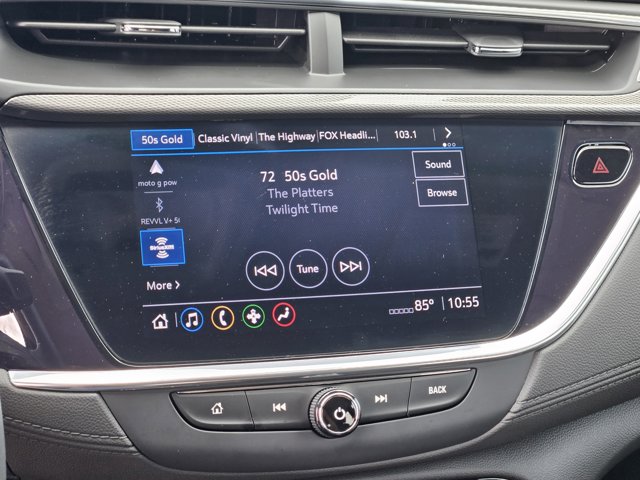 50s Gold Classic Vinyl The Highway FOX Headli... 103.1
moto g pow
72 50s Gold
Sound
The Platters
Browse
Twilight Time
REVVL V+ 5G
SiriusXM
Tune
More
85° 10:55
BACK